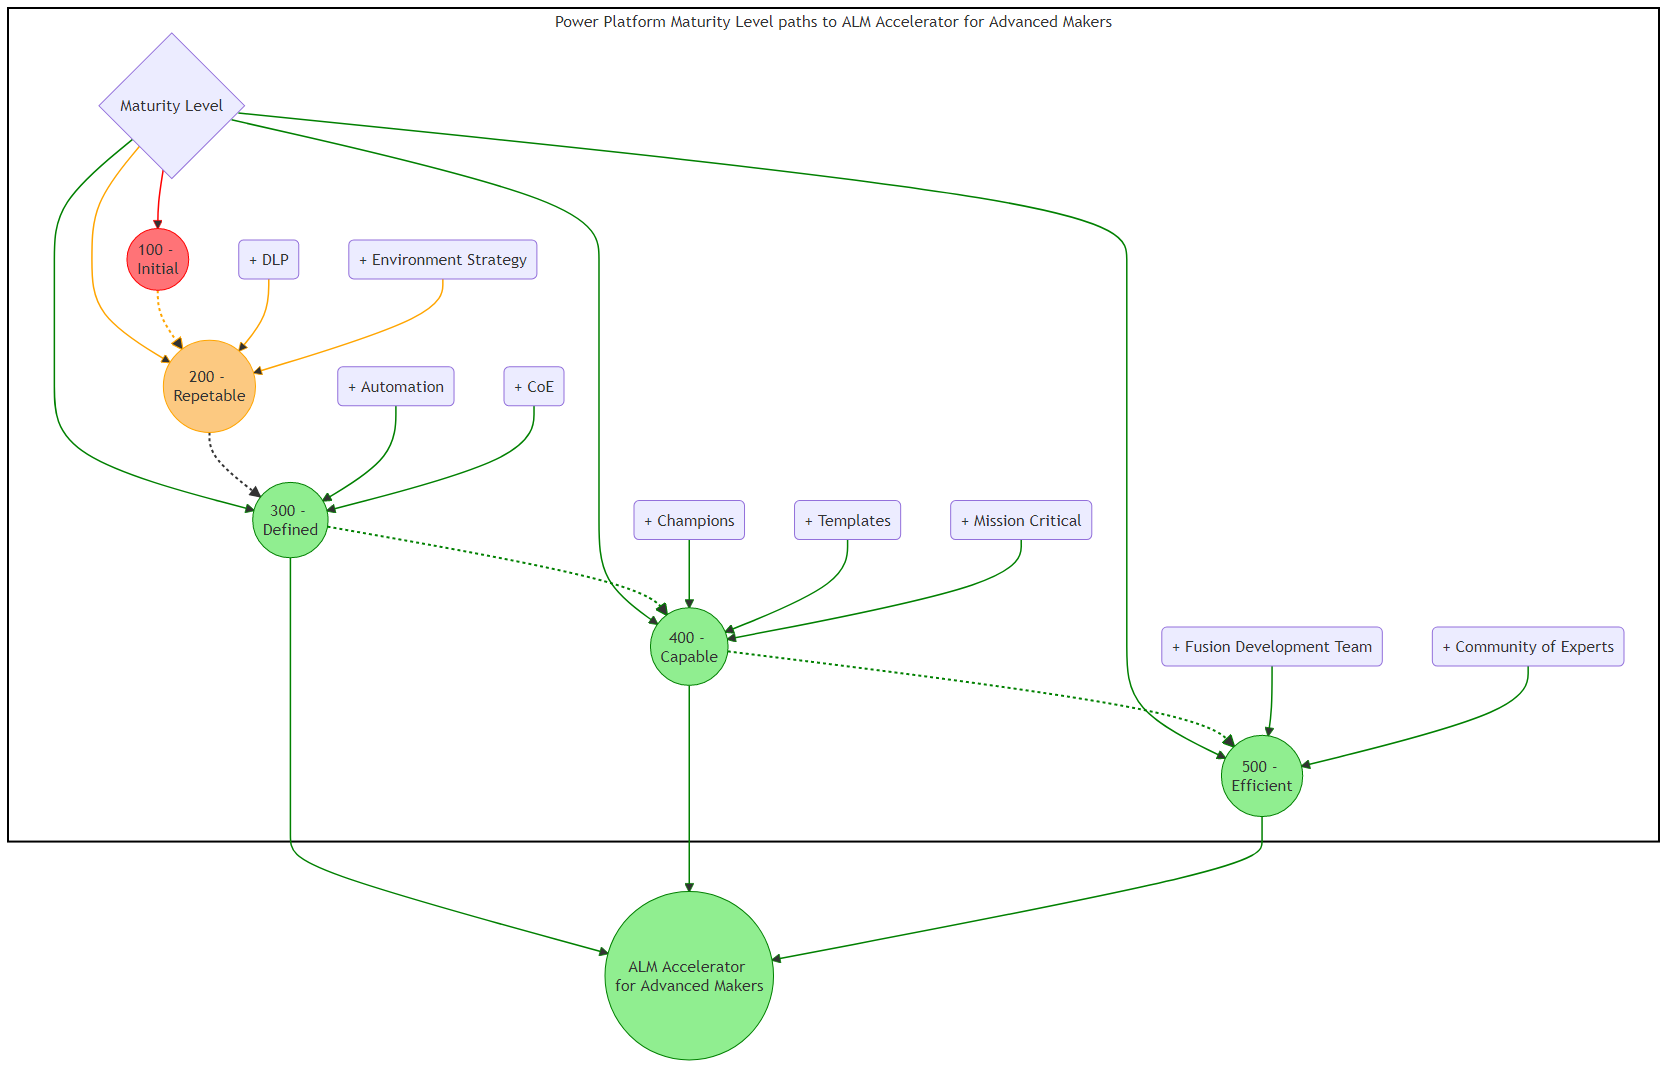 Power Platform Maturity Level paths to ALM Accelerator for Advanced Makers
Maturity Level
100 -
Initial
+ DLP
+ Environment Strategy
200 -
Repetable
+ Automation
+ CoE
300 -
Defined
+ Champions
+ Templates
+ Mission Critical
400 -
Capable
+ Fusion Development Team
+ Community of Experts
500 -
Efficient
ALM Accelerator
for Advanced Makers